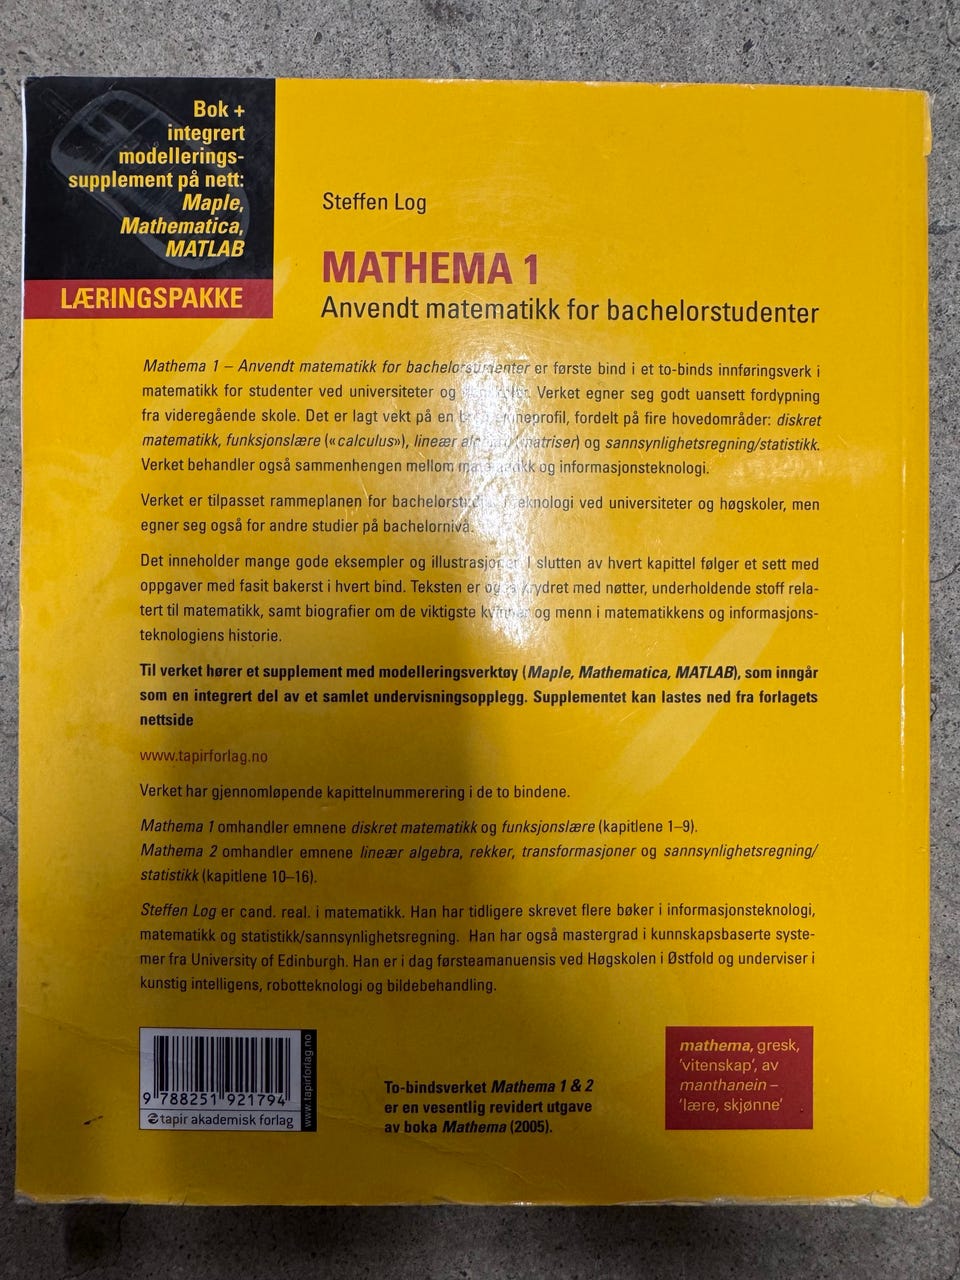 Bok +
integrert
modellerings-
supplement på nett:
Maple,
Mathematica,
MATLAB
LÆRINGSPAKKE
Steffen Log
MATHEMA 1
Anvendt matematikk for bachelorstudenter
Mathema 1 – Anvendt matematikk for bachelorstudenter er første bind i et to-binds innføringsverk i
matematikk for studenter ved universiteter og Verket egner seg godt uansett fordypning
fra videregående skole. Det er lagt vekt på en emneprofil, fordelt på fire hovedområder: diskret
matematikk, funksjonslære («calculus»), lineær (matriser) og sannsynlighetsregning/statistikk.
Verket behandler også sammenhengen mellom matematikk og informasjonsteknologi.
Verket er tilpasset rammeplanen for i teknologi ved universiteter og høgskoler, men
egner seg også for andre studier på bachelornivå.
Det inneholder mange gode eksempler og illustrasjoner. I slutten av hvert kapittel følger et sett med
oppgaver med fasit bakerst i hvert bind. Teksten er også krydret med nøtter, underholdende stoff rela-
tert til matematikk, samt biografier om de viktigste kvinner og menn i matematikkens og informasjons-
teknologiens historie.
Til verket hører et supplement med modelleringsverktøy (Maple, Mathematica, MATLAB), som inngår
som en integrert del av et samlet undervisningsopplegg. Supplementet kan lastes ned fra forlagets
nettside
www.tapirforlag.no
Verket har gjennomløpende kapittelnummerering i de to bindene.
Mathema 1 omhandler emnene diskret matematikk og funksjonslære (kapitlene 1–9).
Mathema 2 omhandler emnene lineær algebra, rekker, transformasjoner og sannsynlighetsregning/
statistikk (kapitlene 10–16).
Steffen Log er cand. real. i matematikk. Han har tidligere skrevet flere bøker i informasjonsteknologi,
matematikk og statistikk/sannsynlighetsregning. Han har også mastergrad i kunnskapsbaserte syste-
mer fra University of Edinburgh. Han er i dag førsteamanuensis ved Høgskolen i Østfold og underviser i
kunstig intelligens, robotteknologi og bildebehandling.
9 788251 921794
tapir akademisk forlag
www.tapirforlag.no
To-bindsverket Mathema 1 & 2
er en vesentlig revidert utgave
av boka Mathema (2005).
mathema, gresk,
'vitenskap', av
manthanein –
'lære, skjønne'